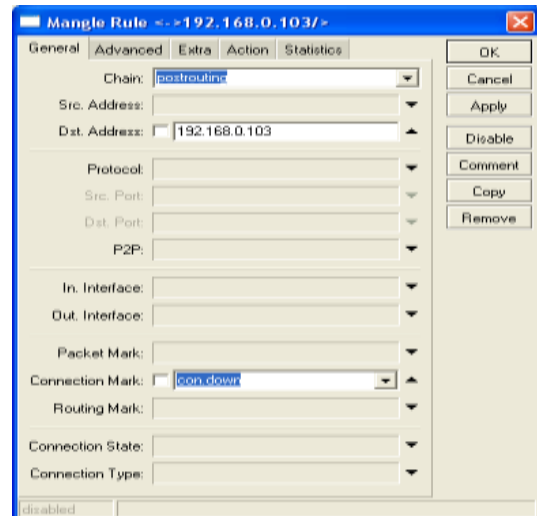 Mangle Rule <->192.168.0.103/>
General Advanced Extra Action Statistics
Chain: postrouting
Src. Address:
Dst. Address: 192.168.0.103
Protocol:
Src. Port:
Dst. Port:
P2P:
In. Interface:
Out. Interface:
Packet Mark:
Connection Mark: con.down
Routing Mark:
Connection State:
Connection Type:
OK
Cancel
Apply
Disable
Comment
Copy
Remove
disabled